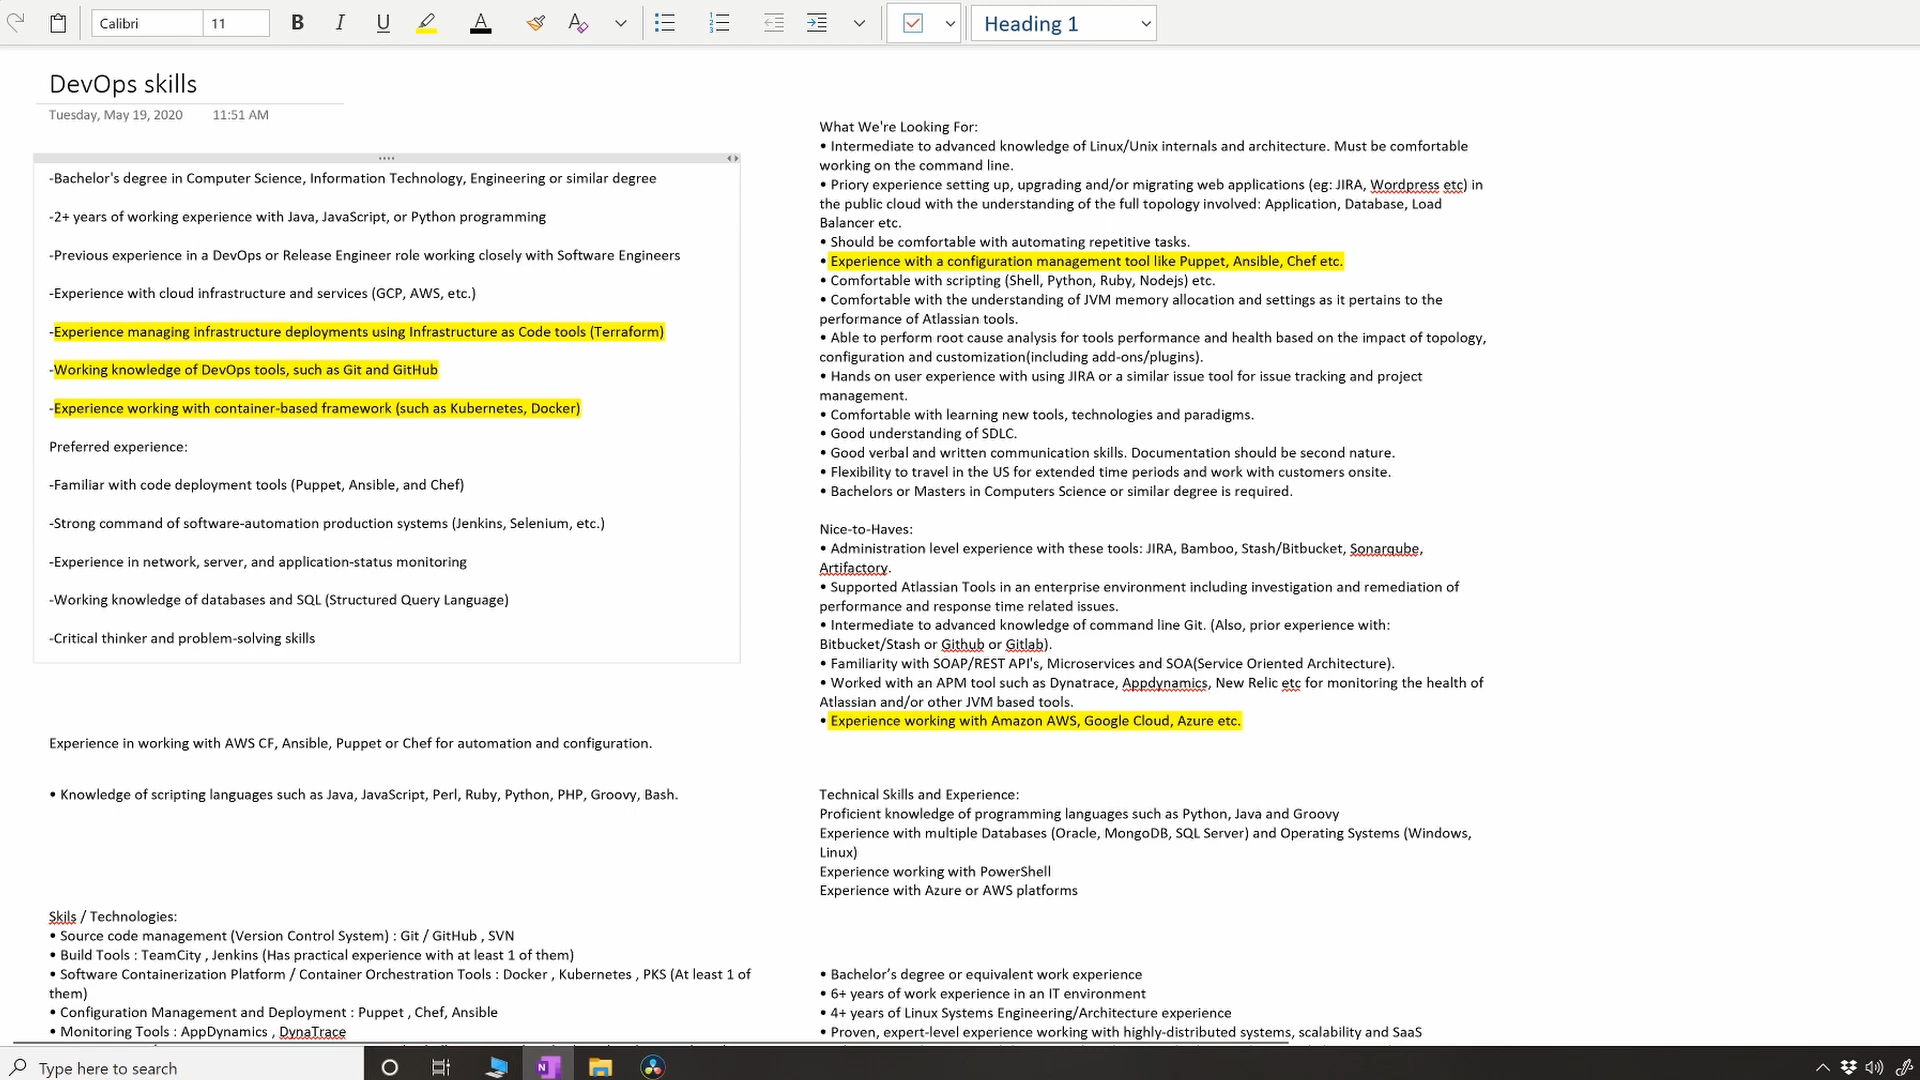 Calibri
11
B
I
U
A
A
Heading 1
DevOps skills
Tuesday, May 19, 2020 11:51 AM
-Bachelor's degree in Computer Science, Information Technology, Engineering or similar degree
-2+ years of working experience with Java, JavaScript, or Python programming
-Previous experience in a DevOps or Release Engineer role working closely with Software Engineers
-Experience with cloud infrastructure and services (GCP, AWS, etc.)
-Experience managing infrastructure deployments using Infrastructure as Code tools (Terraform)
-Working knowledge of DevOps tools, such as Git and GitHub
-Experience working with container-based framework (such as Kubernetes, Docker)
Preferred experience:
-Familiar with code deployment tools (Puppet, Ansible, and Chef)
-Strong command of software-automation production systems (Jenkins, Selenium, etc.)
-Experience in network, server, and application-status monitoring
-Working knowledge of databases and SQL (Structured Query Language)
-Critical thinker and problem-solving skills
Experience in working with AWS CF, Ansible, Puppet or Chef for automation and configuration.
• Knowledge of scripting languages such as Java, JavaScript, Perl, Ruby, Python, PHP, Groovy, Bash.
Skils / Technologies:
• Source code management (Version Control System) : Git / GitHub , SVN
• Build Tools : TeamCity , Jenkins (Has practical experience with at least 1 of them)
• Software Containerization Platform / Container Orchestration Tools : Docker , Kubernetes , PKS (At least 1 of
them)
• Configuration Management and Deployment : Puppet , Chef, Ansible
• Monitoring Tools : AppDynamics , DynaTrace
What We're Looking For:
• Intermediate to advanced knowledge of Linux/Unix internals and architecture. Must be comfortable
working on the command line.
• Priory experience setting up, upgrading and/or migrating web applications (eg: JIRA, Wordpress etc) in
the public cloud with the understanding of the full topology involved: Application, Database, Load
Balancer etc.
• Should be comfortable with automating repetitive tasks.
• Experience with a configuration management tool like Puppet, Ansible, Chef etc.
• Comfortable with scripting (Shell, Python, Ruby, Nodejs) etc.
• Comfortable with the understanding of JVM memory allocation and settings as it pertains to the
performance of Atlassian tools.
• Able to perform root cause analysis for tools performance and health based on the impact of topology,
configuration and customization(including add-ons/plugins).
• Hands on user experience with using JIRA or a similar issue tool for issue tracking and project
management.
• Comfortable with learning new tools, technologies and paradigms.
• Good understanding of SDLC.
• Good verbal and written communication skills. Documentation should be second nature.
• Flexibility to travel in the US for extended time periods and work with customers onsite.
• Bachelors or Masters in Computers Science or similar degree is required.
Nice-to-Haves:
• Administration level experience with these tools: JIRA, Bamboo, Stash/Bitbucket, Sonarqube,
Artifactory.
• Supported Atlassian Tools in an enterprise environment including investigation and remediation of
performance and response time related issues.
• Intermediate to advanced knowledge of command line Git. (Also, prior experience with:
Bitbucket/Stash or Github or Gitlab).
• Familiarity with SOAP/REST API's, Microservices and SOA(Service Oriented Architecture).
• Worked with an APM tool such as Dynatrace, Appdynamics, New Relic etc for monitoring the health of
Atlassian and/or other JVM based tools.
• Experience working with Amazon AWS, Google Cloud, Azure etc.
Technical Skills and Experience:
Proficient knowledge of programming languages such as Python, Java and Groovy
Experience with multiple Databases (Oracle, MongoDB, SQL Server) and Operating Systems (Windows,
Linux)
Experience working with PowerShell
Experience with Azure or AWS platforms
• Bachelor’s degree or equivalent work experience
• 6+ years of work experience in an IT environment
• 4+ years of Linux Systems Engineering/Architecture experience
• Proven, expert-level experience working with highly-distributed systems, scalability and SaaS
Type here to search